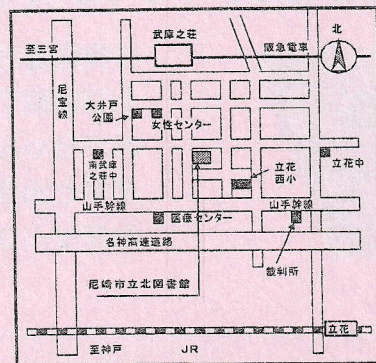 武庫之荘
北
至三宮
阪急電車
尼宝線
大井戸
公園
女性センター
南武庫
之荘中
立花
西小
立花中
山手幹線
山手幹線
医療センター
名神高速道路
裁判所
尼崎市立北図書館
立花
至神戸
JR